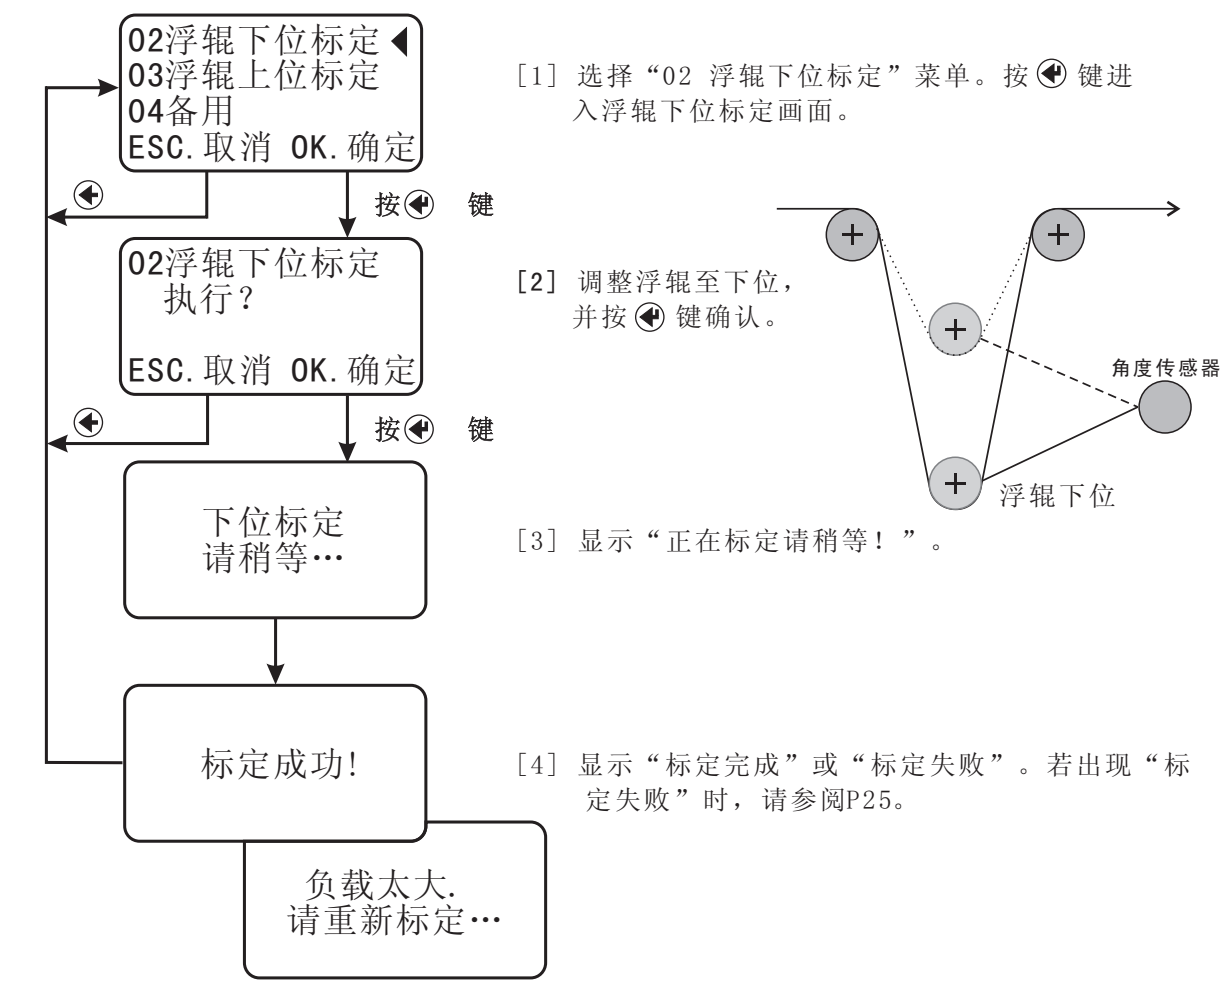 02浮辊下位标定
03浮辊上位标定
04备用
ESC.取消 OK.确定
[1] 选择“02 浮辊下位标定”菜单。按 键进
入浮辊下位标定画面。
按 键
02浮辊下位标定
执行?
ESC.取消 OK.确定
[2] 调整浮辊至下位,
并按 键确认。
角度传感器
浮辊下位
按 键
下位标定
请稍等…
[3] 显示“正在标定请稍等!”。
标定成功!
[4] 显示“标定完成”或“标定失败”。若出现“标
定失败”时,请参阅P25。
负载太大.
请重新标定…